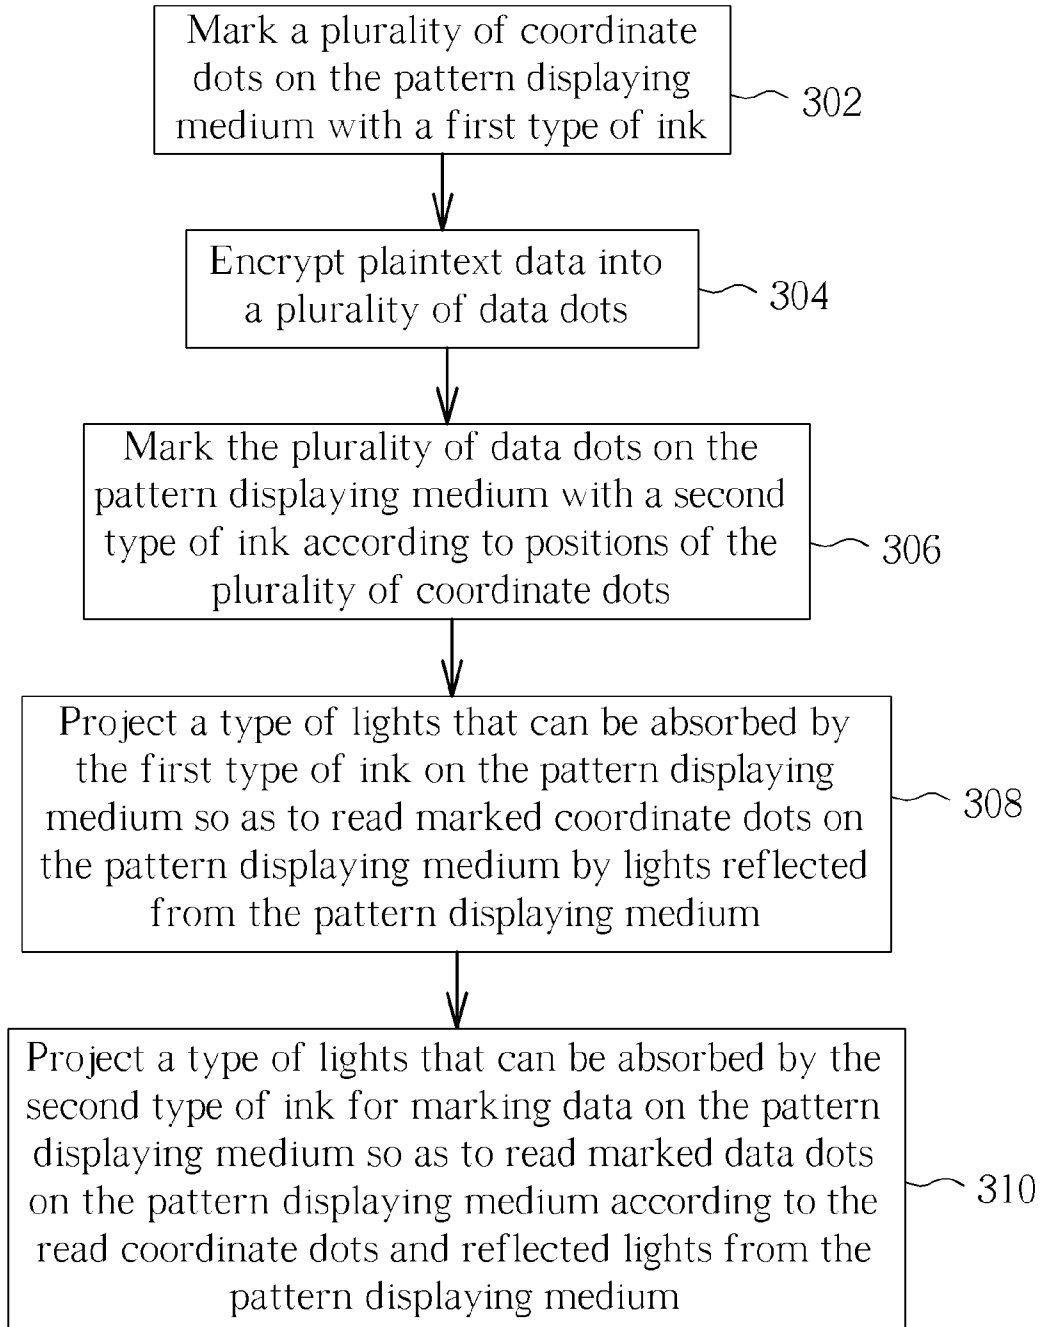 Mark a plurality of coordinate
dots on the pattern displaying
medium with a first type of ink
302
Encrypt plaintext data into
a plurality of data dots
304
Mark the plurality of data dots on the
pattern displaying medium with a second
type of ink according to positions of the
plurality of coordinate dots
306
Project a type of lights that can be absorbed by
the first type of ink on the pattern displaying
medium so as to read marked coordinate dots on
the pattern displaying medium by lights reflected
from the pattern displaying medium
308
Project a type of lights that can be absorbed by the
second type of ink for marking data on the pattern
displaying medium so as to read marked data dots
on the pattern displaying medium according to the
read coordinate dots and reflected lights from the
pattern displaying medium
310